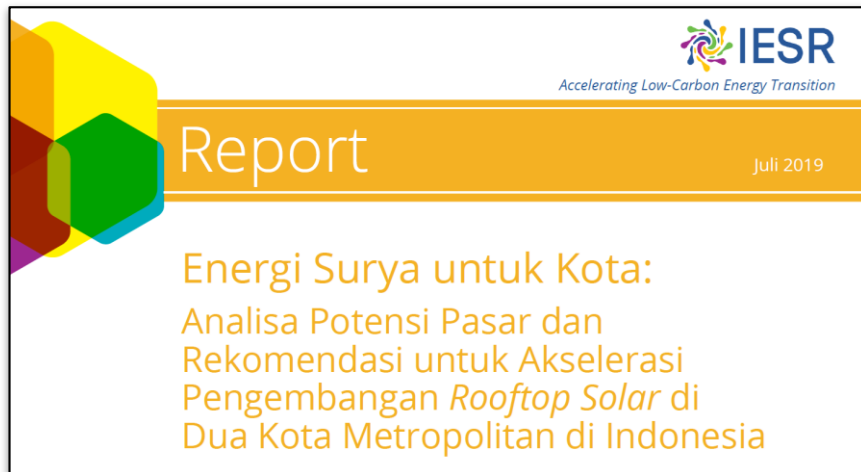 IESR
Accelerating Low-Carbon Energy Transition
Report
Juli 2019
Energi Surya untuk Kota:
Analisa Potensi Pasar dan
Rekomendasi untuk Akselerasi
Pengembangan Rooftop Solar di
Dua Kota Metropolitan di Indonesia